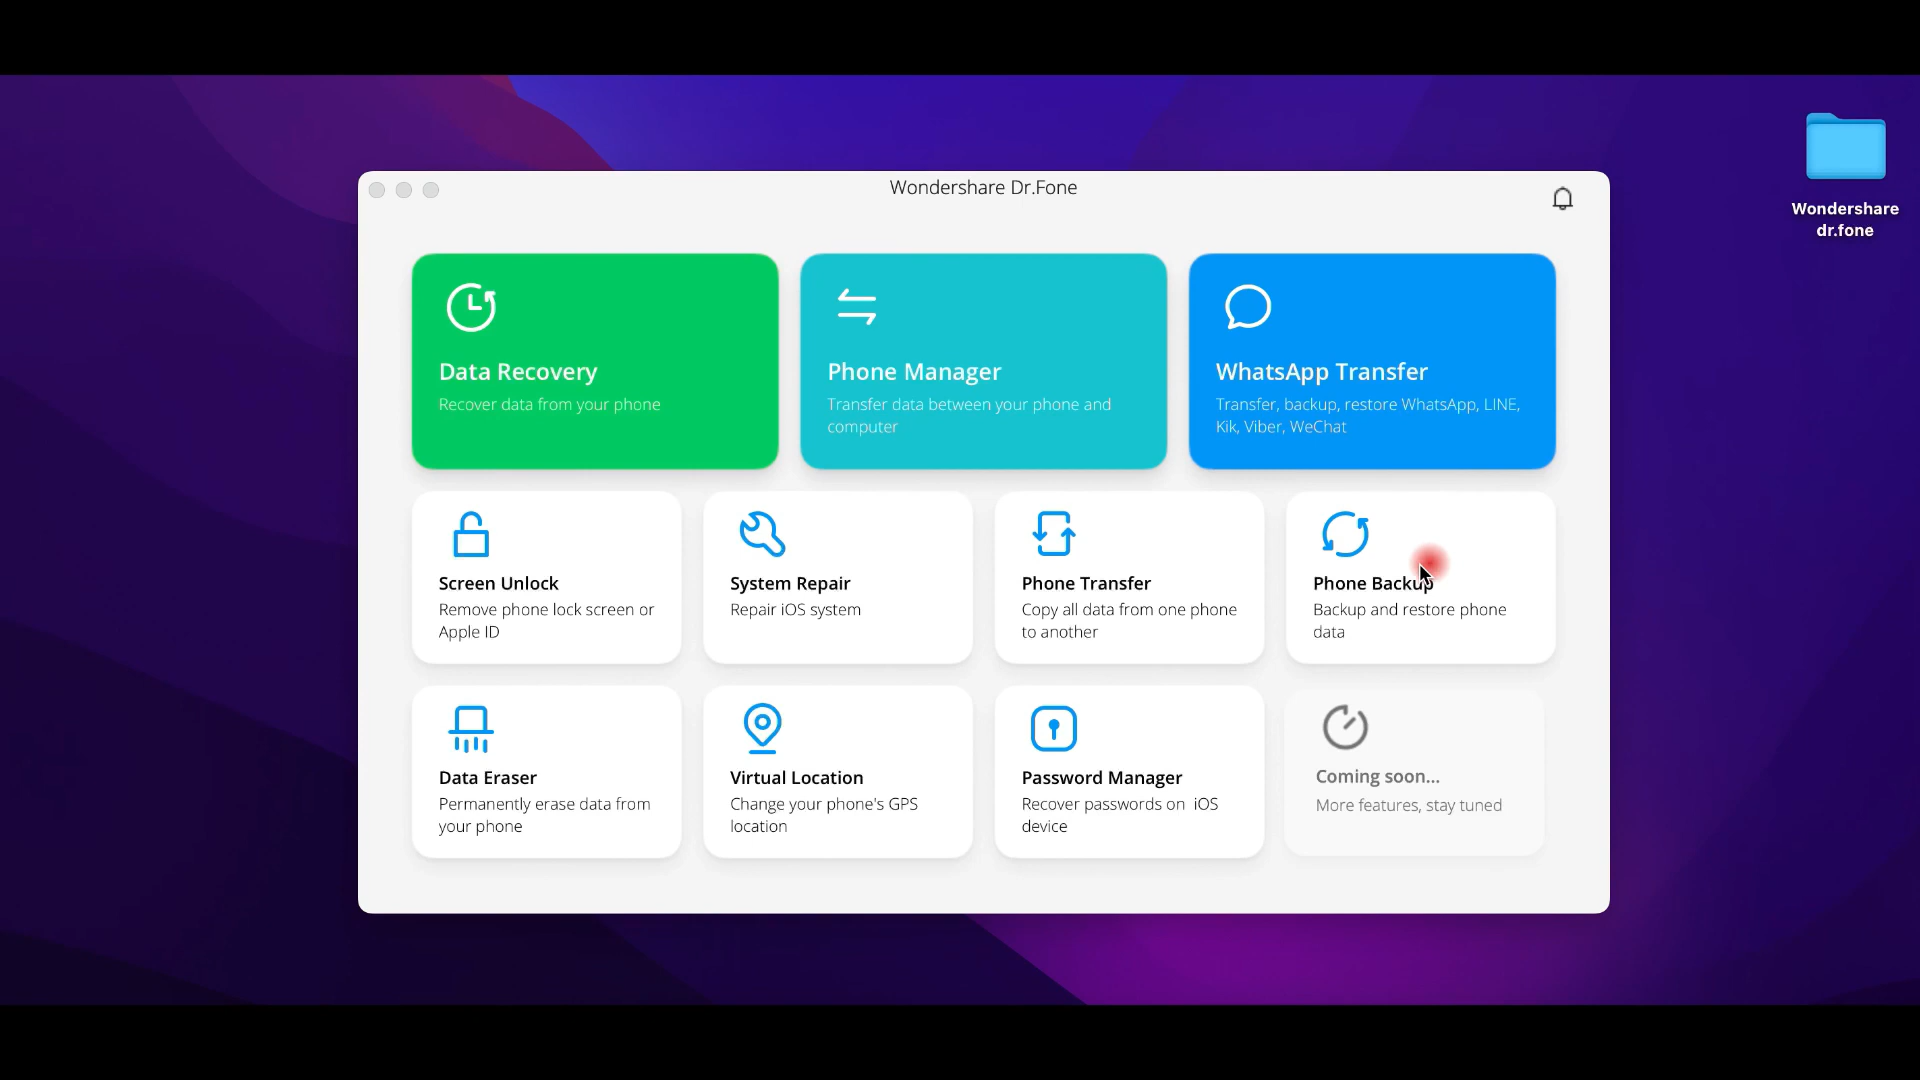 Wondershare Dr.Fone
Wondershare
dr.fone
Data Recovery
Recover data from your phone
Phone Manager
Transfer data between your phone and
computer
WhatsApp Transfer
Transfer, backup, restore WhatsApp, LINE,
Kik, Viber, WeChat
Screen Unlock
Remove phone lock screen or
Apple ID
System Repair
Repair iOS system
Phone Transfer
Copy all data from one phone
to another
Phone Backup
Backup and restore phone
data
Data Eraser
Permanently erase data from
your phone
Virtual Location
Change your phone's GPS
location
Password Manager
Recover passwords on  iOS
device
Coming soon...
More features, stay tuned